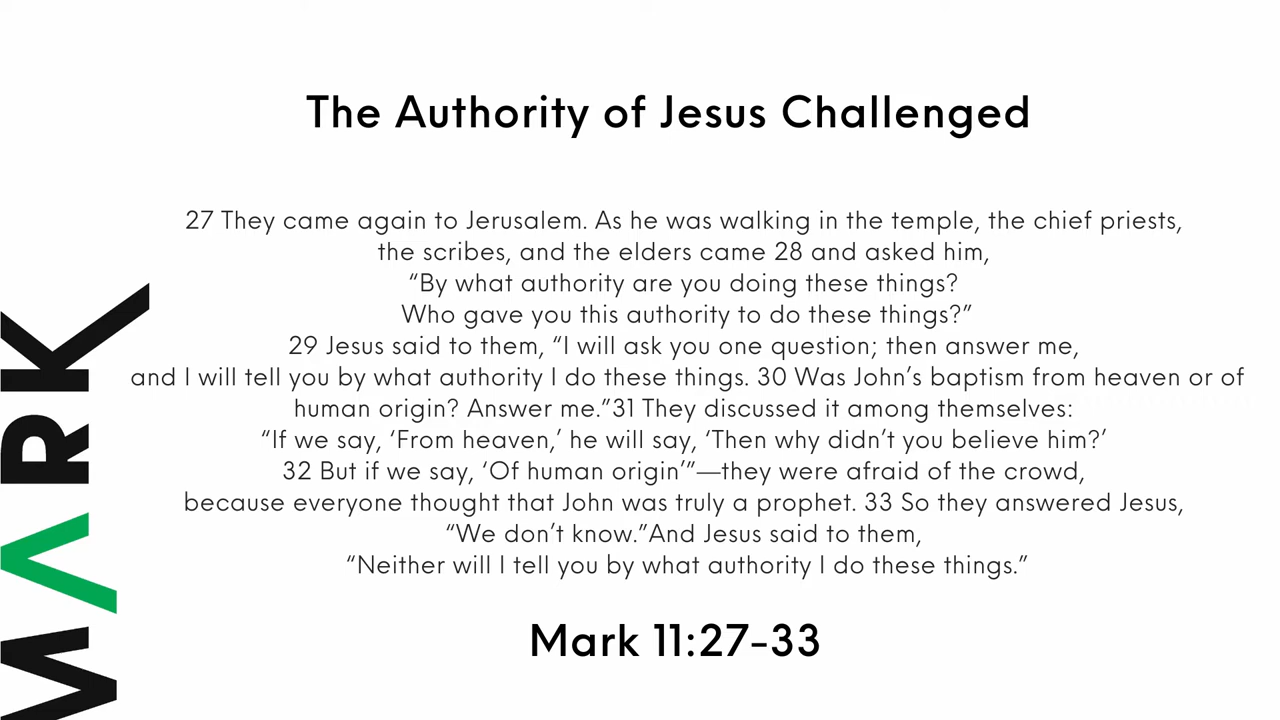 The Authority of Jesus Challenged
27 They came again to Jerusalem. As he was walking in the temple, the chief priests,
the scribes, and the elders came 28 and asked him,
“By what authority are you doing these things?
Who gave you this authority to do these things?”
29 Jesus said to them, “I will ask you one question; then answer me,
and I will tell you by what authority I do these things. 30 Was John’s baptism from heaven or of
human origin? Answer me.”31 They discussed it among themselves:
“If we say, ‘From heaven,’ he will say, ‘Then why didn’t you believe him?’
32 But if we say, ‘Of human origin’”—they were afraid of the crowd,
because everyone thought that John was truly a prophet. 33 So they answered Jesus,
“We don’t know.”And Jesus said to them,
“Neither will I tell you by what authority I do these things.”
Mark 11:27-33
MARK